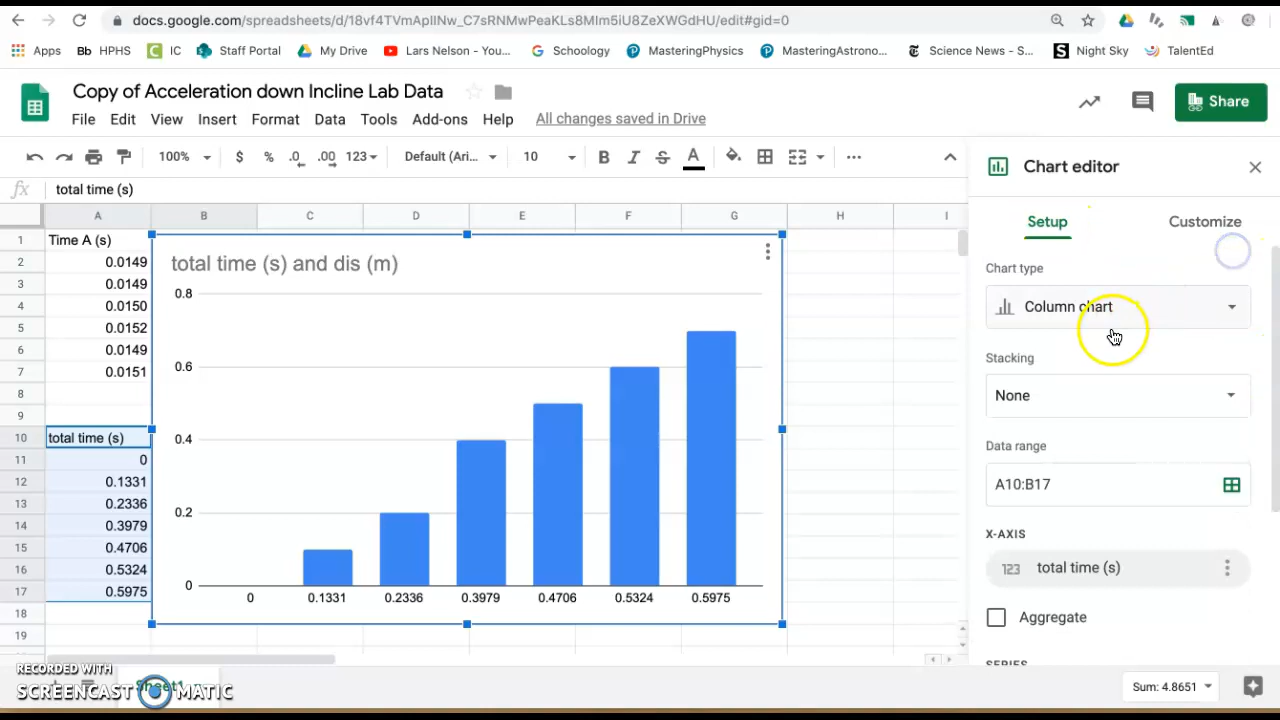 docs.google.com/spreadsheets/d/18vf4TVmApIlNw_C7sRNMwPeaKLs8MIm5iU8ZeXWGdHU/edit#gid=0
Apps Bb HPHS IC Staff Portal My Drive Lars Nelson - You... Schoology MasteringPhysics MasteringAstrono... Science News - S... Night Sky TalentEd
Copy of Acceleration down Incline Lab Data
Share
File Edit View Insert Format Data Tools Add-ons Help All changes saved in Drive
100% $ % .0 .00 123 Default (Ari... 10 B I S A
fx total time (s)
Chart editor
A B C D E F G H I
Setup Customize
1 Time A (s)
2 0.0149
3 0.0149
4 0.0150
5 0.0152
6 0.0149
7 0.0151
8
9
10 total time (s)
11 0
12 0.1331
13 0.2336
14 0.3979
15 0.4706
16 0.5324
17 0.5975
18
19
total time (s) and dis (m)
0.8
0.6
0.4
0.2
0
0 0.1331 0.2336 0.3979 0.4706 0.5324 0.5975
Chart type
Column chart
Stacking
None
Data range
A10:B17
X-AXIS
123 total time (s)
Aggregate
SERIES
RECORDED WITH
SCREENCAST MATIC
Sheet1
Sum: 4.8651